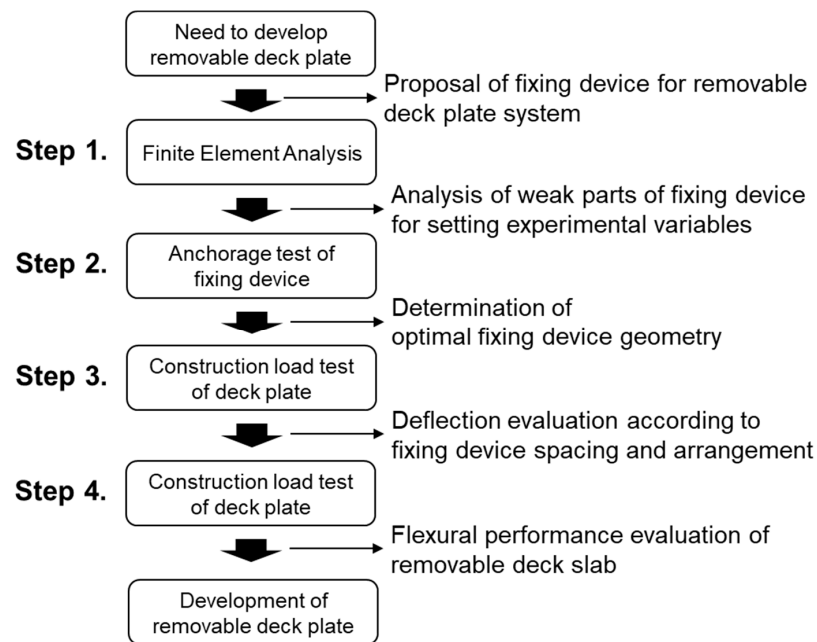 Need to develop
removable deck plate
Proposal of fixing device for removable
deck plate system
Step 1.
Finite Element Analysis
Analysis of weak parts of fixing device
for setting experimental variables
Step 2.
Anchorage test of
fixing device
Determination of
optimal fixing device geometry
Step 3.
Construction load test
of deck plate
Deflection evaluation according to
fixing device spacing and arrangement
Step 4.
Construction load test
of deck plate
Flexural performance evaluation of
removable deck slab
Development of
removable deck plate